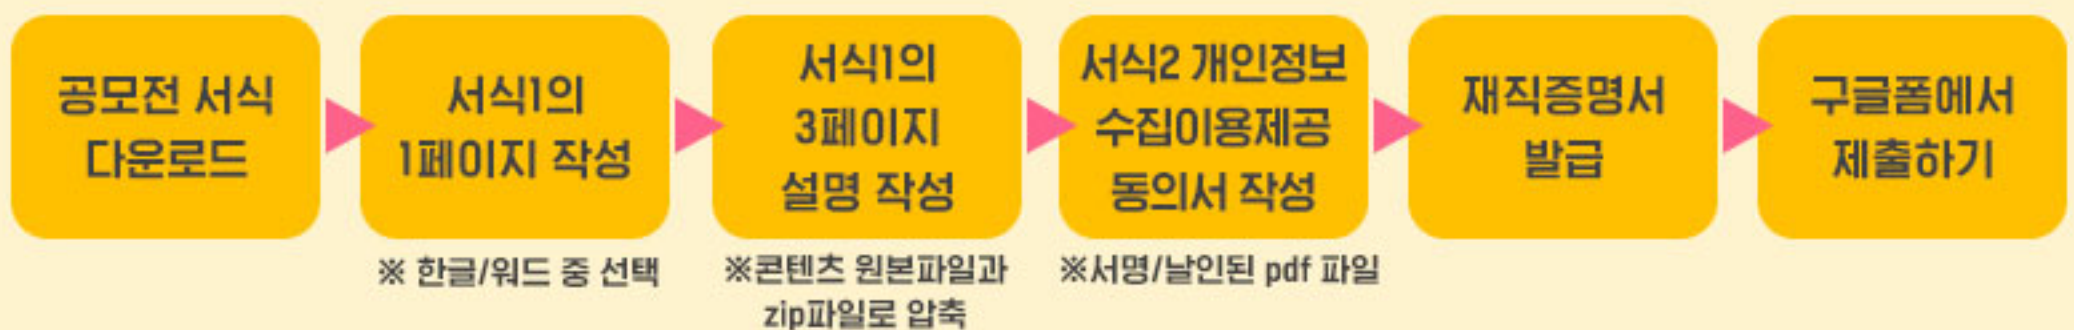 공모전 서식
다운로드
서식1의
1페이지 작성
※ 한글/워드 중 선택
서식1의
3페이지
설명 작성
※콘텐츠 원본파일과
zip파일로 압축
서식2 개인정보
수집이용제공
동의서 작성
※서명/날인된 pdf 파일
재직증명서
발급
구글폼에서
제출하기